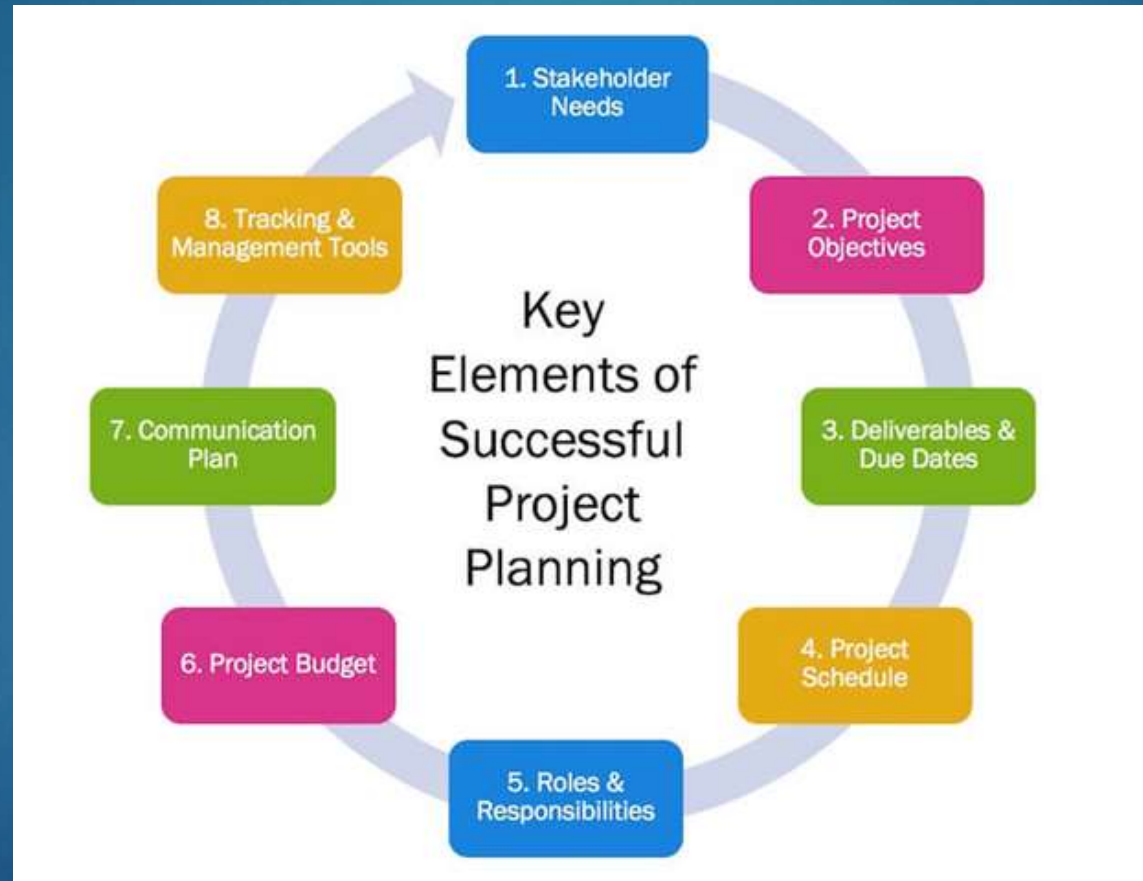 1. Stakeholder
Needs
2. Project
Objectives
3. Deliverables &
Due Dates
4. Project
Schedule
5. Roles &
Responsibilities
6. Project Budget
7. Communication
Plan
8. Tracking &
Management Tools
Key
Elements of
Successful
Project
Planning